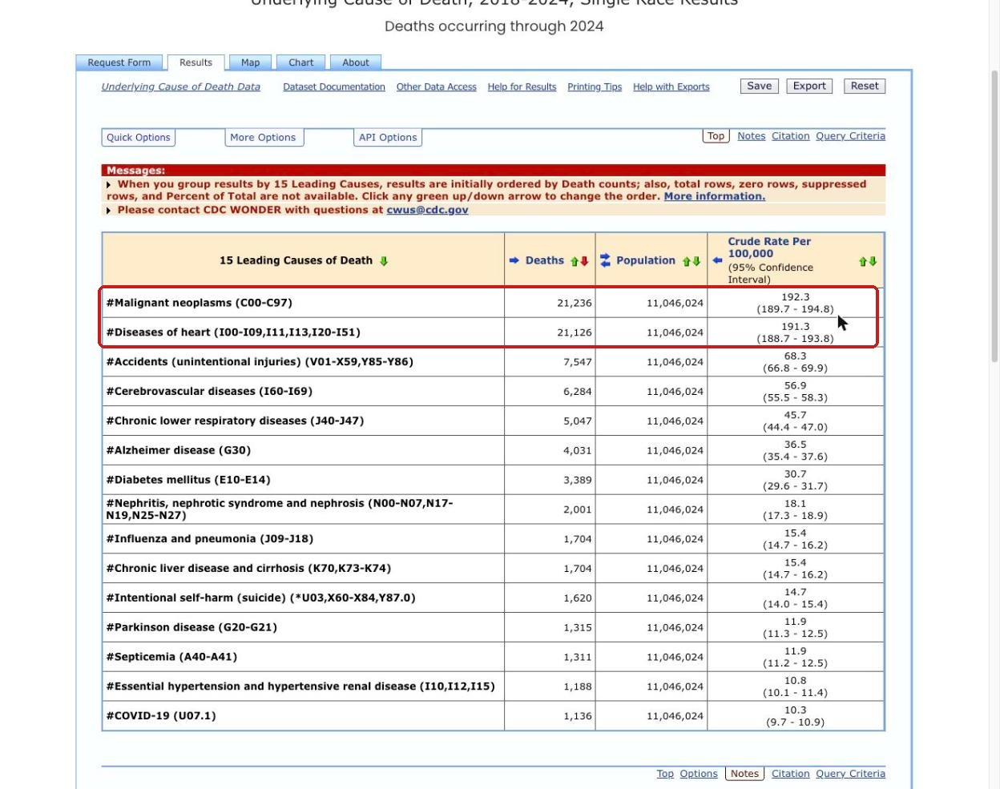 Underlying Cause of Death, 2018-2024, Single Race Results
Deaths occurring through 2024
Request Form
Results
Map
Chart
About
Underlying Cause of Death Data
Dataset Documentation
Other Data Access
Help for Results
Printing Tips
Help with Exports
Save
Export
Reset
Quick Options
More Options
API Options
Top
Notes
Citation
Query Criteria
Messages:
When you group results by 15 Leading Causes, results are initially ordered by Death counts; also, total rows, zero rows, suppressed
rows, and Percent of Total are not available. Click any green up/down arrow to change the order. More information.
Please contact CDC WONDER with questions at cwus@cdc.gov
15 Leading Causes of Death
Deaths
Population
Crude Rate Per
100,000
(95% Confidence
Interval)
#Malignant neoplasms (C00-C97) 21,236 11,046,024 192.3
(189.7 - 194.8)
#Diseases of heart (I00-I09,I11,I13,I20-I51) 21,126 11,046,024 191.3
(188.7 - 193.8)
#Accidents (unintentional injuries) (V01-X59,Y85-Y86) 7,547 11,046,024 68.3
(66.8 - 69.9)
#Cerebrovascular diseases (I60-I69) 6,284 11,046,024 56.9
(55.5 - 58.3)
#Chronic lower respiratory diseases (J40-J47) 5,047 11,046,024 45.7
(44.4 - 47.0)
#Alzheimer disease (G30) 4,031 11,046,024 36.5
(35.4 - 37.6)
#Diabetes mellitus (E10-E14) 3,389 11,046,024 30.7
(29.6 - 31.7)
#Nephritis, nephrotic syndrome and nephrosis (N00-N07,N17-
N19,N25-N27) 2,001 11,046,024 18.1
(17.3 - 18.9)
#Influenza and pneumonia (J09-J18) 1,704 11,046,024 15.4
(14.7 - 16.2)
#Chronic liver disease and cirrhosis (K70,K73-K74) 1,704 11,046,024 15.4
(14.7 - 16.2)
#Intentional self-harm (suicide) (*U03,X60-X84,Y87.0) 1,620 11,046,024 14.7
(14.0 - 15.4)
#Parkinson disease (G20-G21) 1,315 11,046,024 11.9
(11.3 - 12.5)
#Septicemia (A40-A41) 1,311 11,046,024 11.9
(11.2 - 12.5)
#Essential hypertension and hypertensive renal disease (I10,I12,I15) 1,188 11,046,024 10.8
(10.1 - 11.4)
#COVID-19 (U07.1) 1,136 11,046,024 10.3
(9.7 - 10.9)
Top
Options
Notes
Citation
Query Criteria